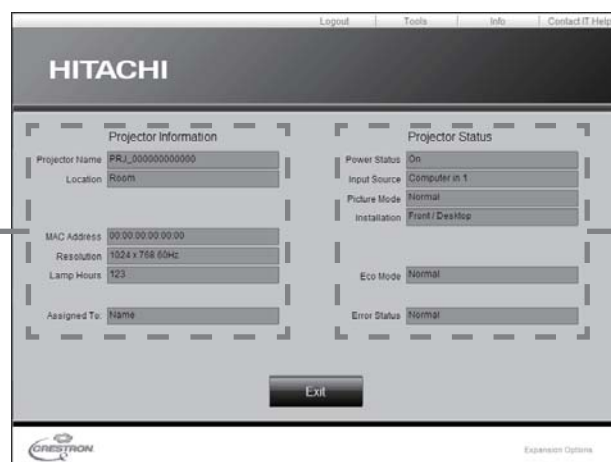 Logout Tools Info Contact IT Help
HITACHI
Projector Information
Projector Name PRJ_000000000000
Location Room
MAC Address 00:00:00:00:00:00
Resolution 1024 x 768 60Hz
Lamp Hours 123
Assigned To: Name
Projector Status
Power Status On
Input Source Computer in 1
Picture Mode Normal
Installation Front / Desktop
Eco Mode Normal
Error Status Normal
Exit
CRESTRON
Expansion Options